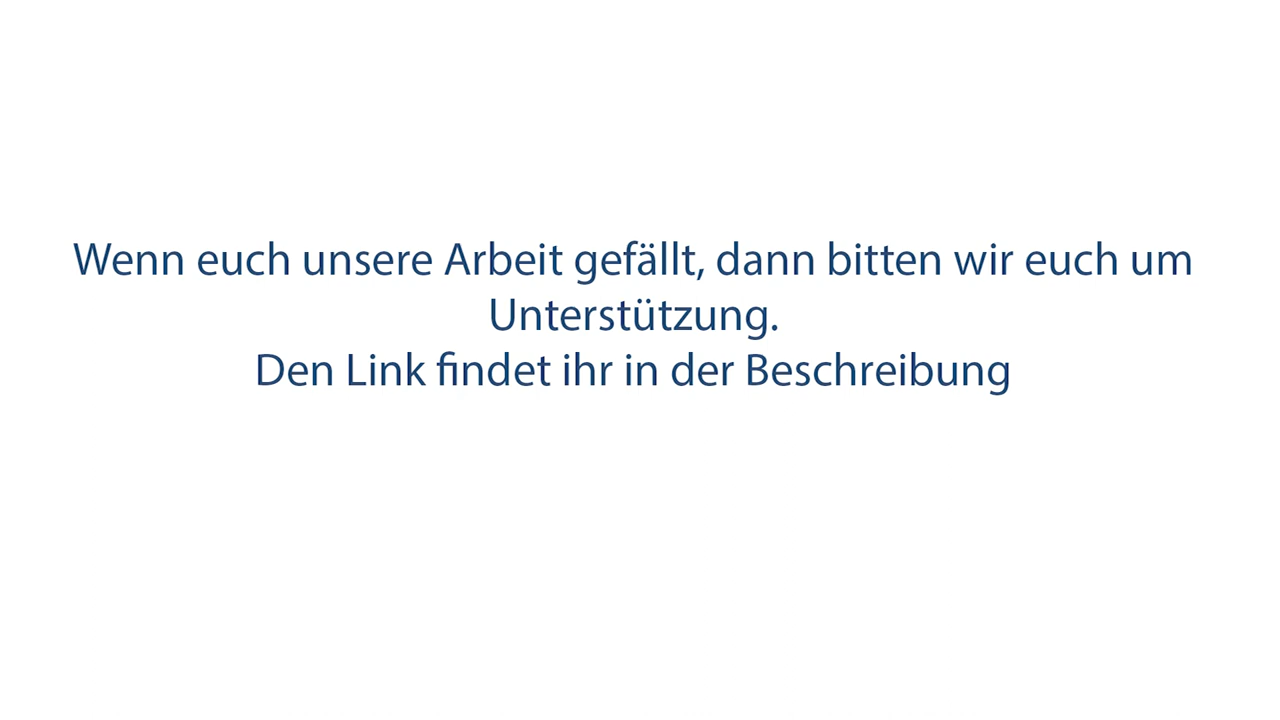 Wenn euch unsere Arbeit gefällt, dann bitten wir euch um
Unterstützung.
Den Link findet ihr in der Beschreibung